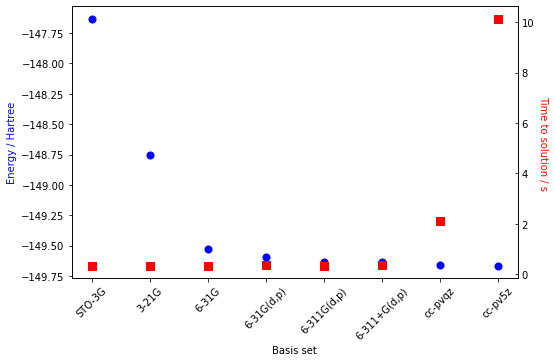 −147.75
−148.00
−148.25
−148.50
−148.75
−149.00
−149.25
−149.50
−149.75
Energy / Hartree
10
8
6
4
2
0
Time to solution / s
STO-3G
3-21G
6-31G
6-31G(d,p)
6-311G(d,p)
6-311+G(d,p)
cc-pvqz
cc-pv5z
Basis set